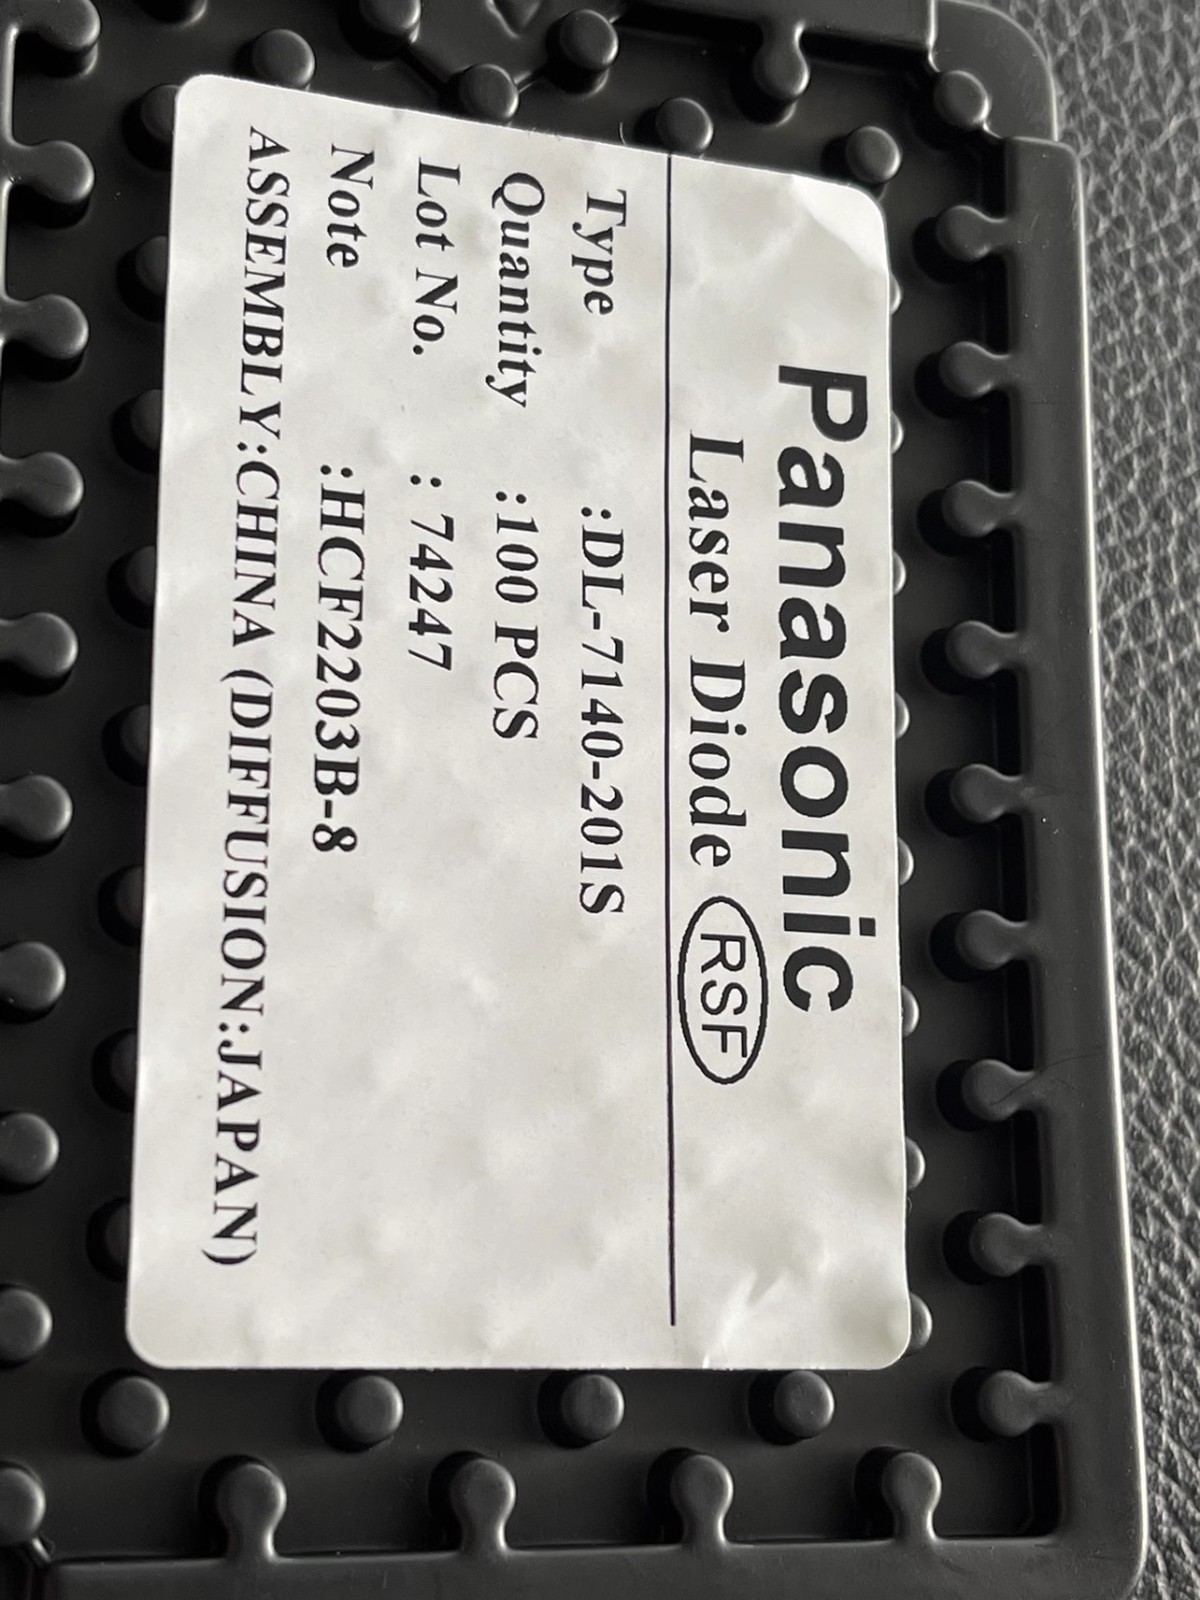 Panasonic
Laser Diode RSF
Type :DL-7140-201S
Quantity :100 PCS
Lot No. : 74247
Note :HCF2203B-8
ASSEMBLY:CHINA (DIFFUSION:JAPAN)